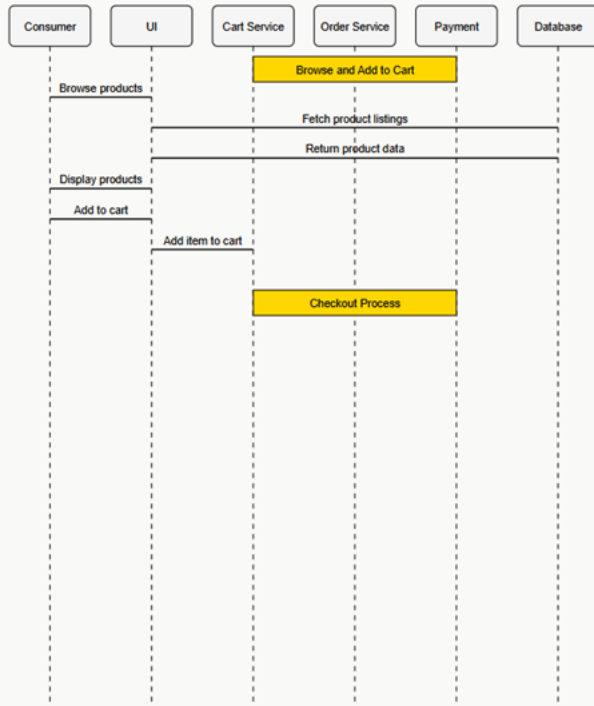 Consumer UI Cart Service Order Service Payment Database
Browse and Add to Cart
Browse products
Fetch product listings
Return product data
Display products
Add to cart
Add item to cart
Checkout Process